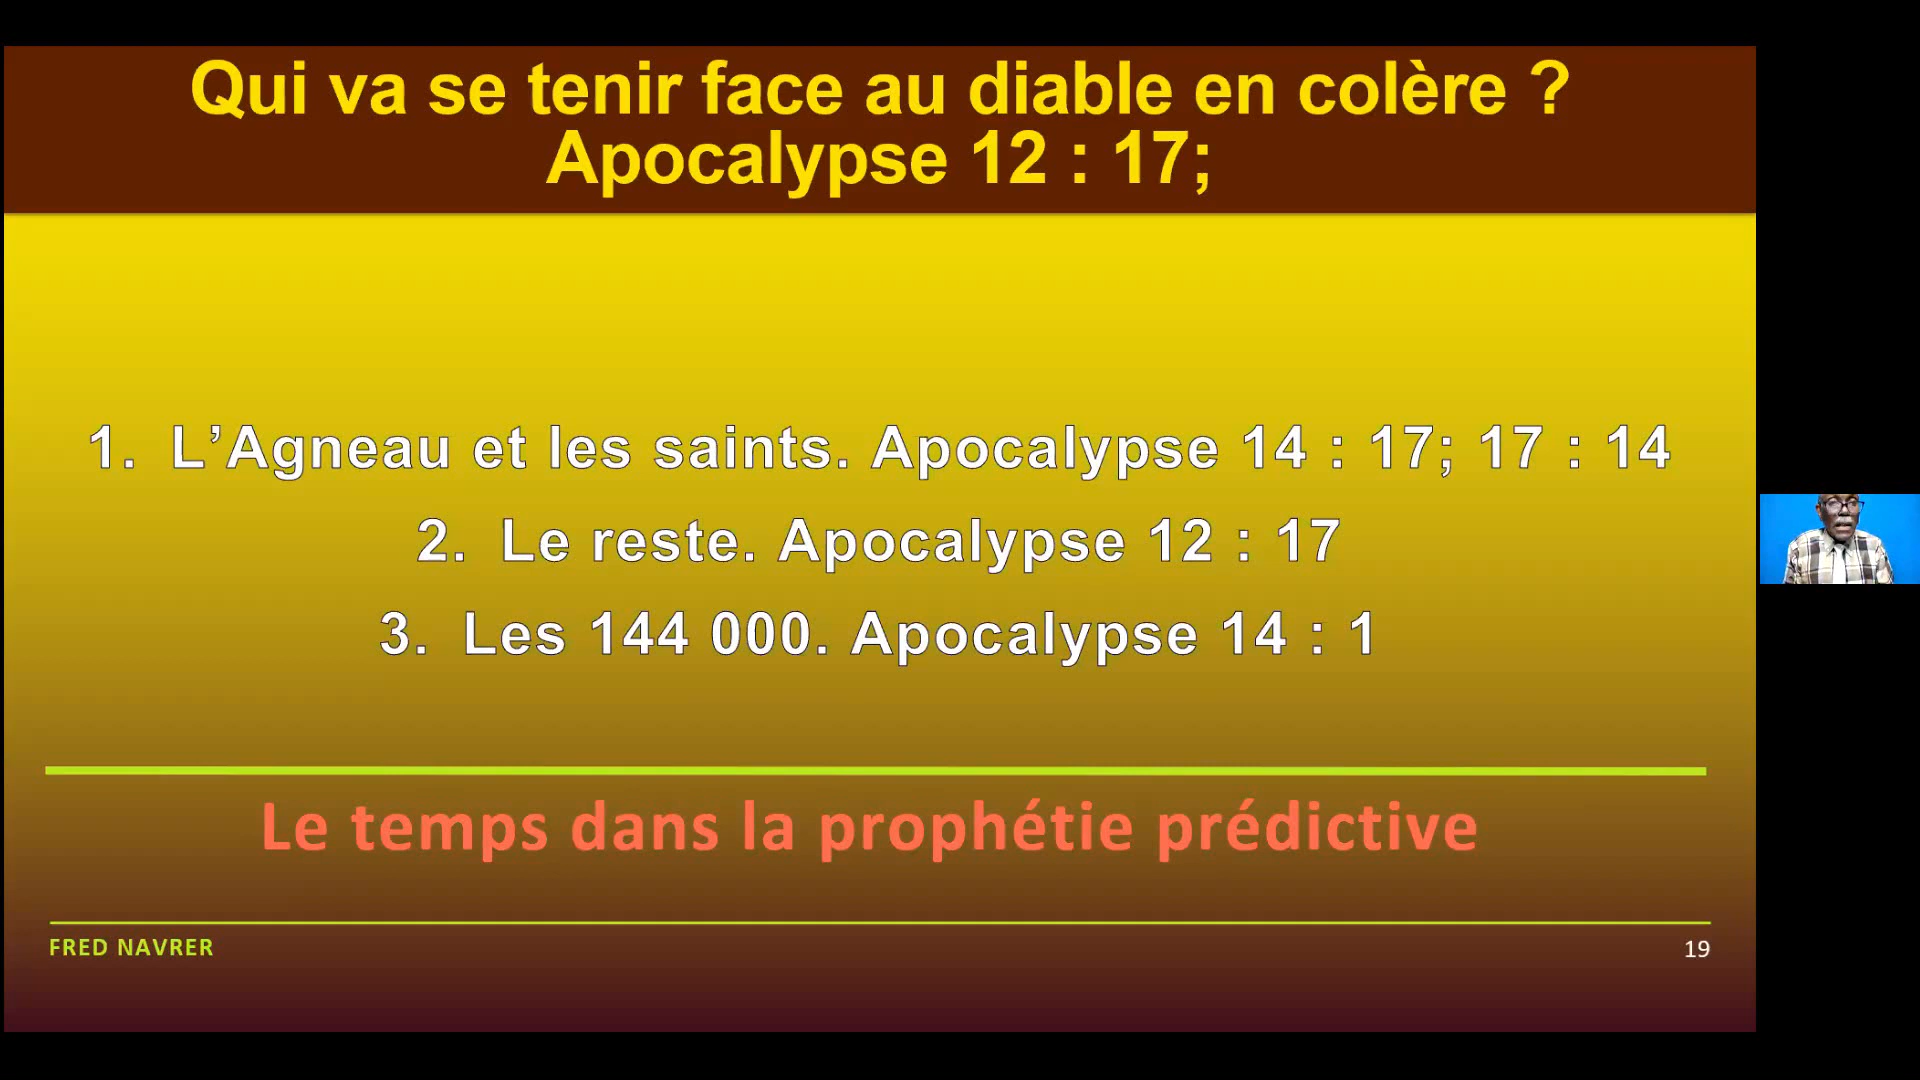 Qui va se tenir face au diable en colère ?
Apocalypse 12 : 17;
1. L’Agneau et les saints. Apocalypse 14 : 17; 17 : 14
2. Le reste. Apocalypse 12 : 17
3. Les 144 000. Apocalypse 14 : 1
Le temps dans la prophétie prédictive
FRED NAVRER
19